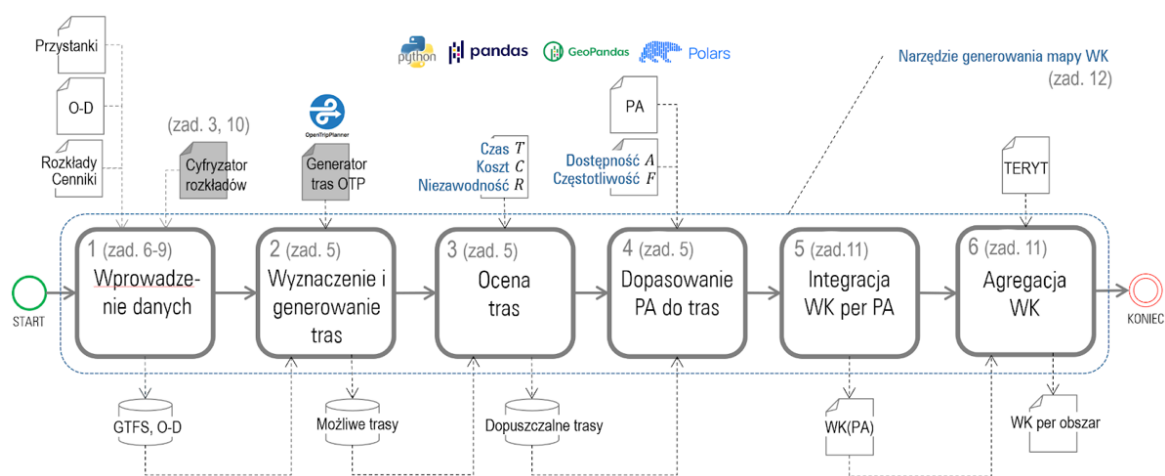 Przystanki
O-D
Rozkłady
Cenniki
(zad. 3, 10)
Cyfryzator
rozkładów
OpenTripPlanner
Generator
tras OTP
python
pandas
GeoPandas
Polars
Czas T
Koszt C
Niezawodność R
PA
Dostępność A
Częstotliwość F
Narzędzie generowania mapy WK
(zad. 12)
TERYT
START
1 (zad. 6-9)
Wprowadze-
nie danych
2 (zad. 5)
Wyznaczenie i
generowanie
tras
3 (zad. 5)
Ocena
tras
4 (zad. 5)
Dopasowanie
PA do tras
5 (zad.11)
Integracja
WK per PA
6 (zad. 11)
Agregacja
WK
KONIEC
GTFS, O-D
Możliwe trasy
Dopuszczalne trasy
WK(PA)
WK per obszar